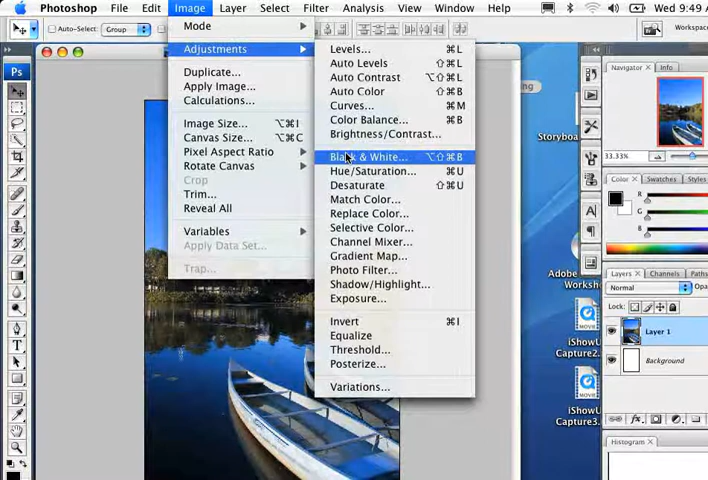 Photoshop File Edit Image Layer Select Filter Analysis View Window Help Wed 9:49 A
Auto-Select: Group
Workspac
Mode
Adjustments
Duplicate...
Apply Image...
Calculations...
Image Size... ⌥⌘I
Canvas Size... ⌥⌘C
Pixel Aspect Ratio
Rotate Canvas
Crop
Trim...
Reveal All
Variables
Apply Data Set...
Trap...
Levels... ⌘L
Auto Levels ⇧⌘L
Auto Contrast ⌥⇧⌘L
Auto Color ⇧⌘B
Curves... ⌘M
Color Balance... ⌘B
Brightness/Contrast...
Black & White... ⌥⇧⌘B
Hue/Saturation... ⌘U
Desaturate ⇧⌘U
Match Color...
Replace Color...
Selective Color...
Channel Mixer...
Gradient Map...
Photo Filter...
Shadow/Highlight...
Exposure...
Invert ⌘I
Equalize
Threshold...
Posterize...
Variations...
Ps
ng
Storyboar
Adobe
Worksho
iShowU
Capture2..
iShowU
Capture3..
Navigator Info
33.33%
Color Swatches Styles
R
G
B
Layers Channels Paths
Normal Opa
Lock:
Layer 1
Background
fx
Histogram